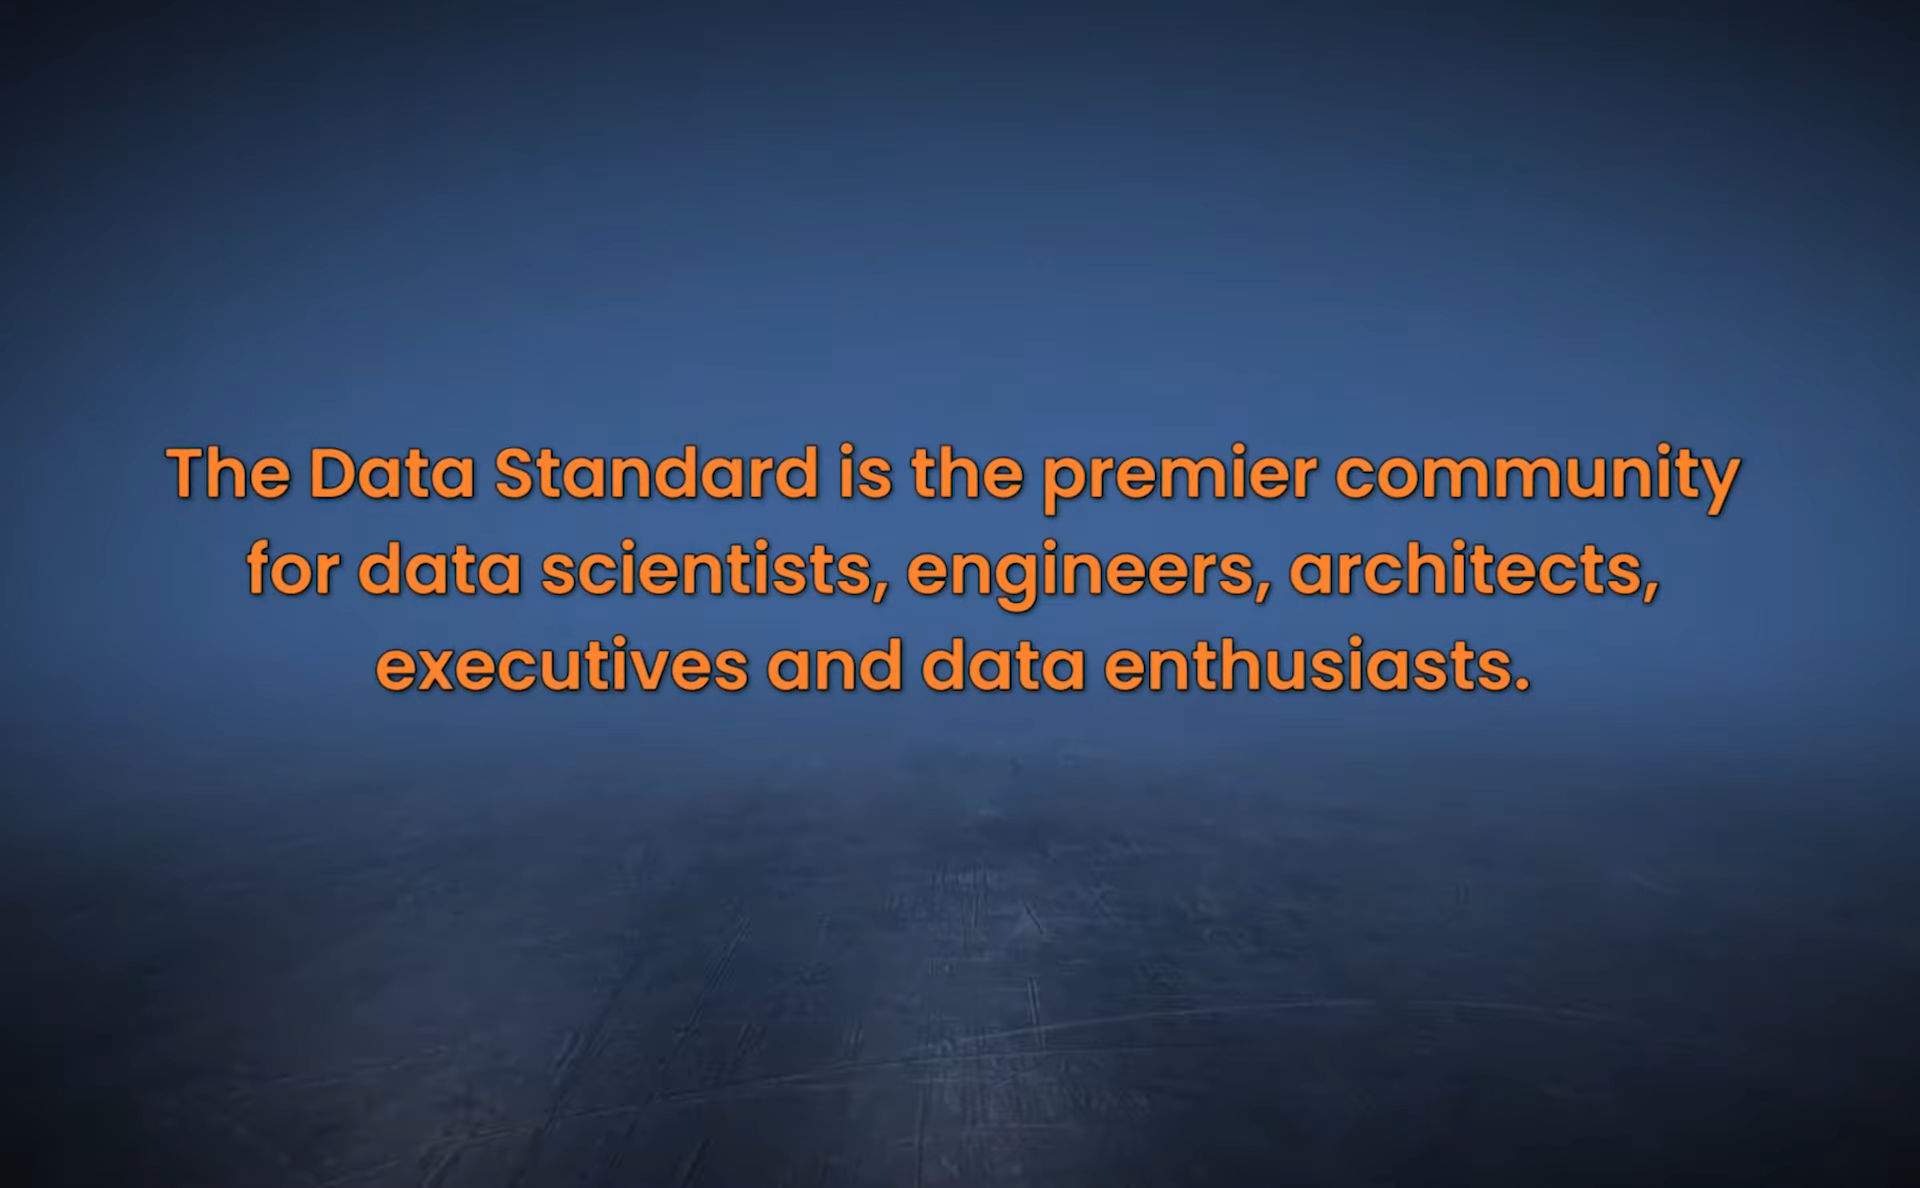 The Data Standard is the premier community
for data scientists, engineers, architects,
executives and data enthusiasts.